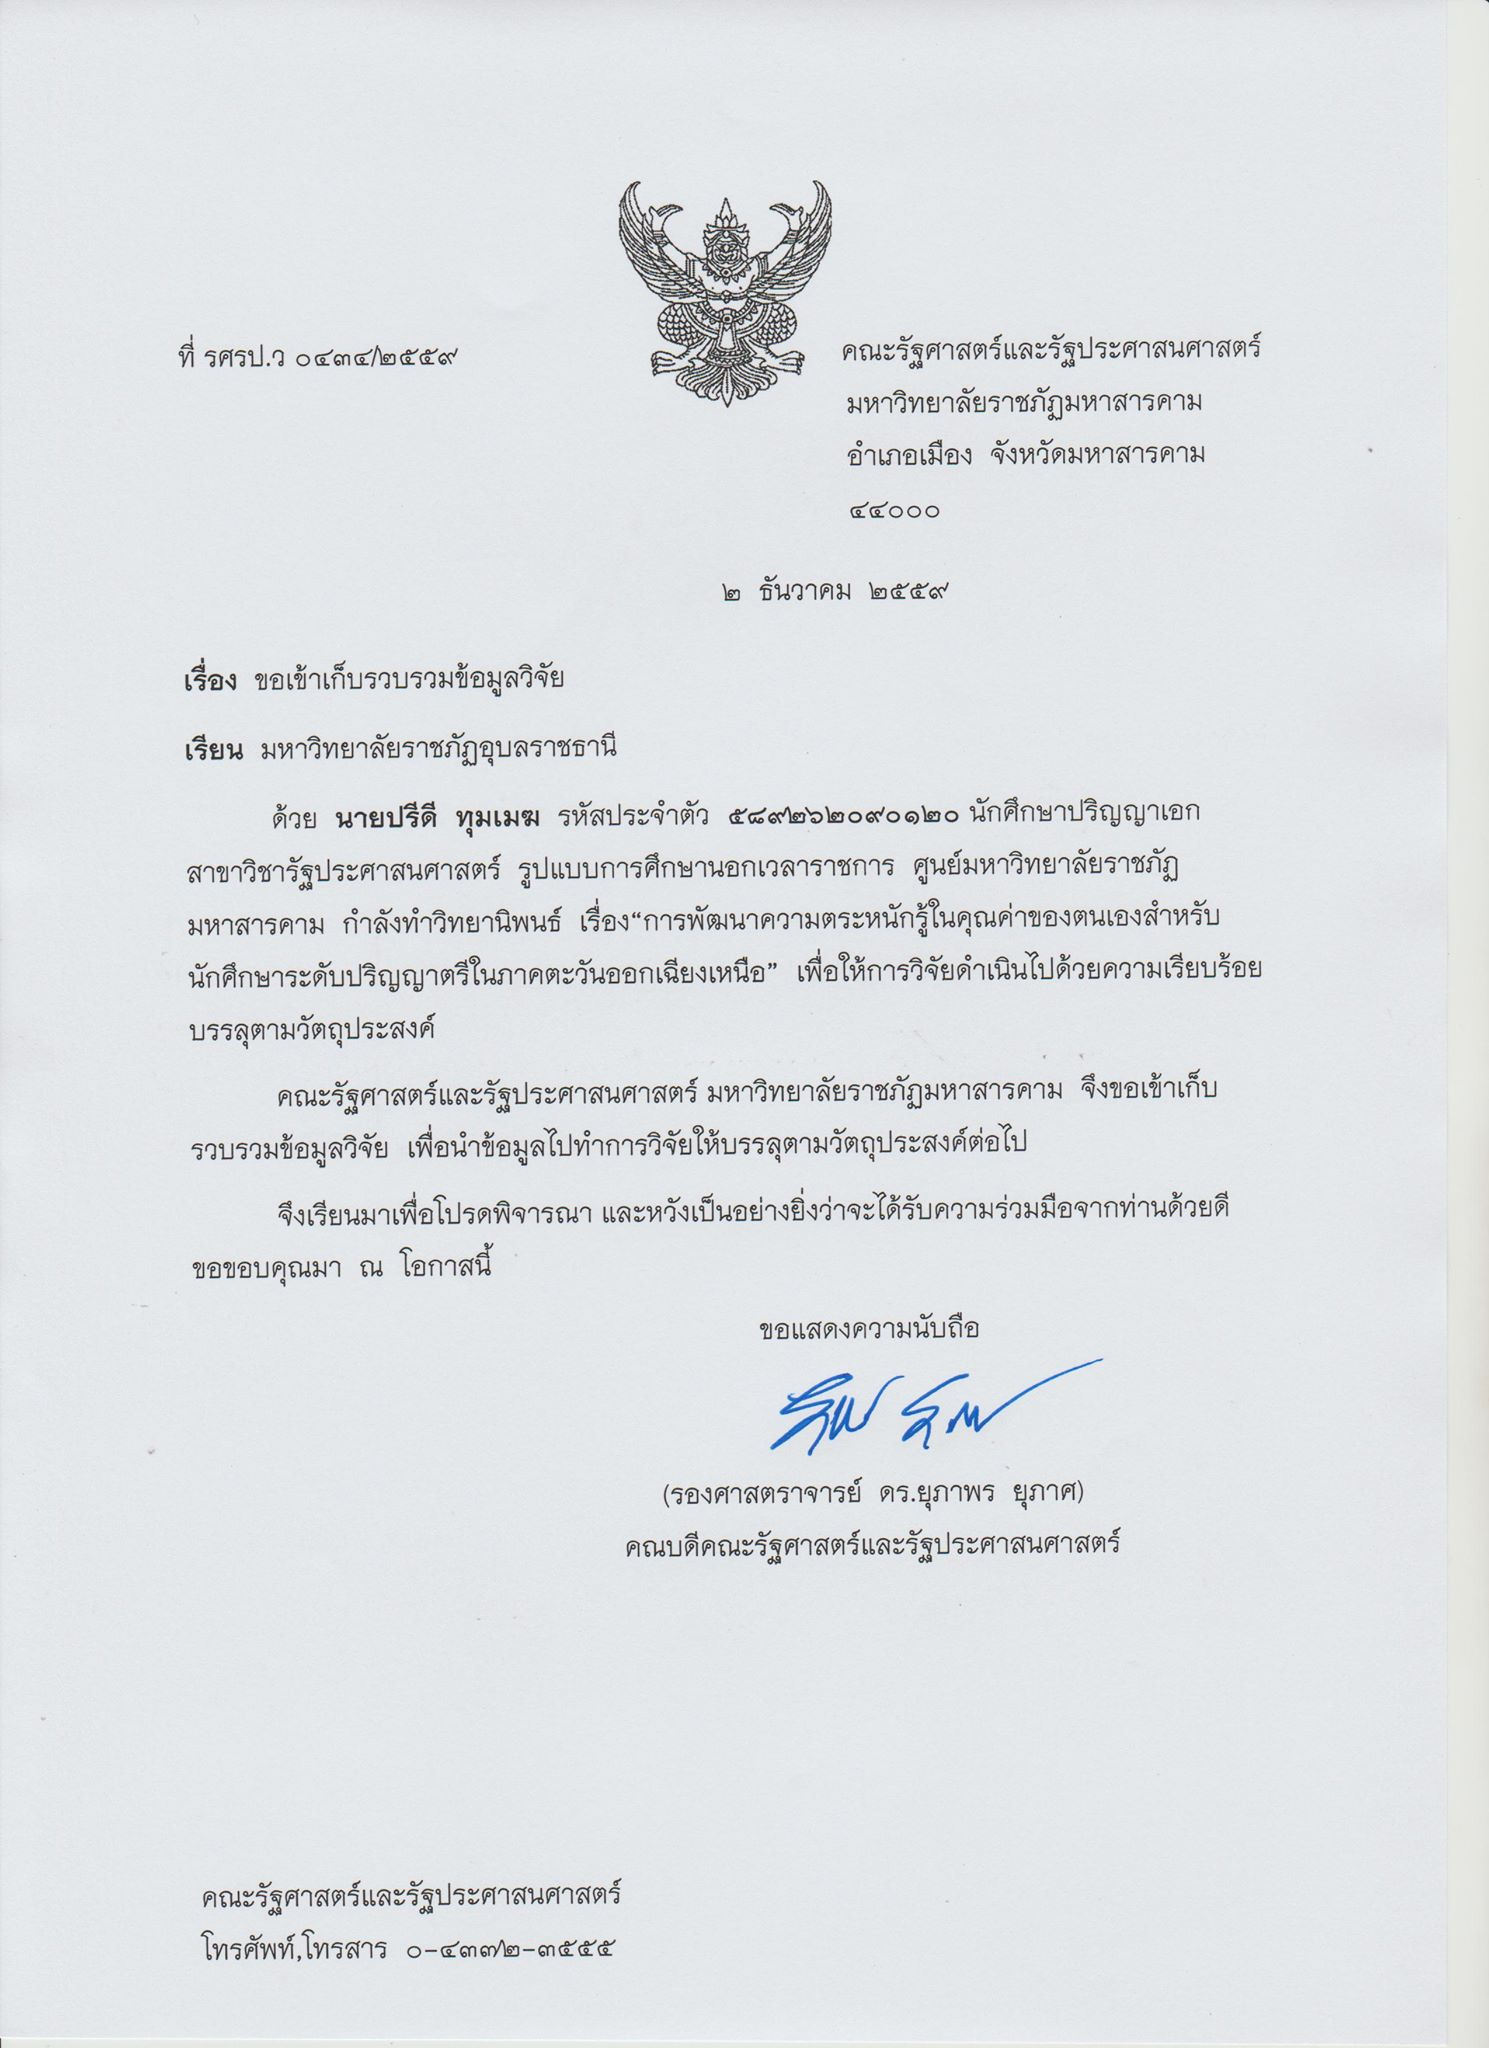 ที่ รศรป.ว ๐๔๓๔/๒๕๕๙
คณะรัฐศาสตร์และรัฐประศาสนศาสตร์
มหาวิทยาลัยราชภัฏมหาสารคาม
อำเภอเมือง จังหวัดมหาสารคาม
๔๔๐๐๐
๒ ธันวาคม ๒๕๕๙
เรื่อง ขอเข้าเก็บรวบรวมข้อมูลวิจัย
เรียน มหาวิทยาลัยราชภัฏอุบลราชธานี
ด้วย นายปรีดี ทุมเมฆ รหัสประจำตัว ๕๘๙๒๖๒๐๙๐๑๒๐ นักศึกษาปริญญาเอก
สาขาวิชารัฐประศาสนศาสตร์ รูปแบบการศึกษานอกเวลาราชการ ศูนย์มหาวิทยาลัยราชภัฏ
มหาสารคาม กำลังทำวิทยานิพนธ์ เรื่อง“การพัฒนาความตระหนักรู้ในคุณค่าของตนเองสำหรับ
นักศึกษาระดับปริญญาตรีในภาคตะวันออกเฉียงเหนือ” เพื่อให้การวิจัยดำเนินไปด้วยความเรียบร้อย
บรรลุตามวัตถุประสงค์
คณะรัฐศาสตร์และรัฐประศาสนศาสตร์ มหาวิทยาลัยราชภัฏมหาสารคาม จึงขอเข้าเก็บ
รวบรวมข้อมูลวิจัย เพื่อนำข้อมูลไปทำการวิจัยให้บรรลุตามวัตถุประสงค์ต่อไป
จึงเรียนมาเพื่อโปรดพิจารณา และหวังเป็นอย่างยิ่งว่าจะได้รับความร่วมมือจากท่านด้วยดี
ขอขอบคุณมา ณ โอกาสนี้
ขอแสดงความนับถือ
(รองศาสตราจารย์ ดร.ยุภาพร ยุภาศ)
คณบดีคณะรัฐศาสตร์และรัฐประศาสนศาสตร์
คณะรัฐศาสตร์และรัฐประศาสนศาสตร์
โทรศัพท์,โทรสาร ๐-๔๓๗๒-๓๕๕๕